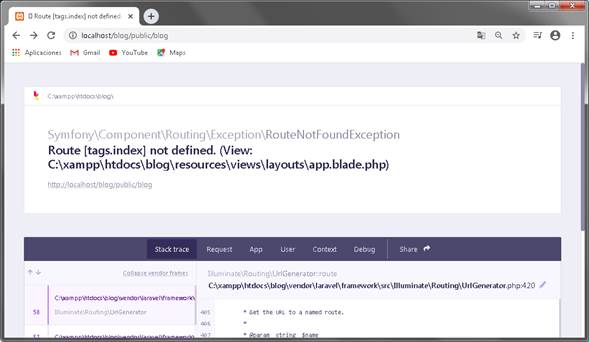 Route [tags.index] not defined.
localhost/blog/public/blog
Aplicaciones Gmail YouTube Maps
C:\xampp\htdocs\blog\
Symfony\Component\Routing\Exception\RouteNotFoundException
Route [tags.index] not defined. (View:
C:\xampp\htdocs\blog\resources\views\layouts\app.blade.php)
http://localhost/blog/public/blog
Stack trace Request App User Context Debug Share
Collapse vendor frames
Illuminate\Routing\UrlGenerator::route
C:\xampp\htdocs\blog\vendor\laravel\framework\src\Illuminate\Routing\UrlGenerator.php:420
C:\xampp\htdocs\blog\vendor\laravel\framework\
58 Illuminate\Routing\UrlGenerator
405 * Get the URL to a named route.
406 *
407 * @param string $name
57 C:\xampp\htdocs\blog\vendor\laravel\framework\